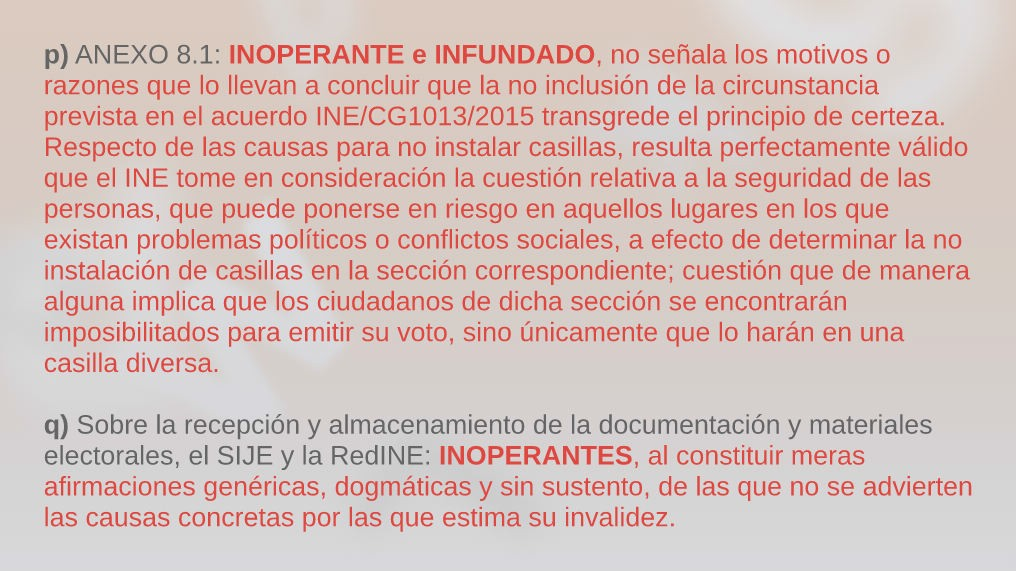 p) ANEXO 8.1: INOPERANTE e INFUNDADO, no señala los motivos o
razones que lo llevan a concluir que la no inclusión de la circunstancia
prevista en el acuerdo INE/CG1013/2015 transgrede el principio de certeza.
Respecto de las causas para no instalar casillas, resulta perfectamente válido
que el INE tome en consideración la cuestión relativa a la seguridad de las
personas, que puede ponerse en riesgo en aquellos lugares en los que
existan problemas políticos o conflictos sociales, a efecto de determinar la no
instalación de casillas en la sección correspondiente; cuestión que de manera
alguna implica que los ciudadanos de dicha sección se encontrarán
imposibilitados para emitir su voto, sino únicamente que lo harán en una
casilla diversa.
q) Sobre la recepción y almacenamiento de la documentación y materiales
electorales, el SIJE y la RedINE: INOPERANTES, al constituir meras
afirmaciones genéricas, dogmáticas y sin sustento, de las que no se advierten
las causas concretas por las que estima su invalidez.